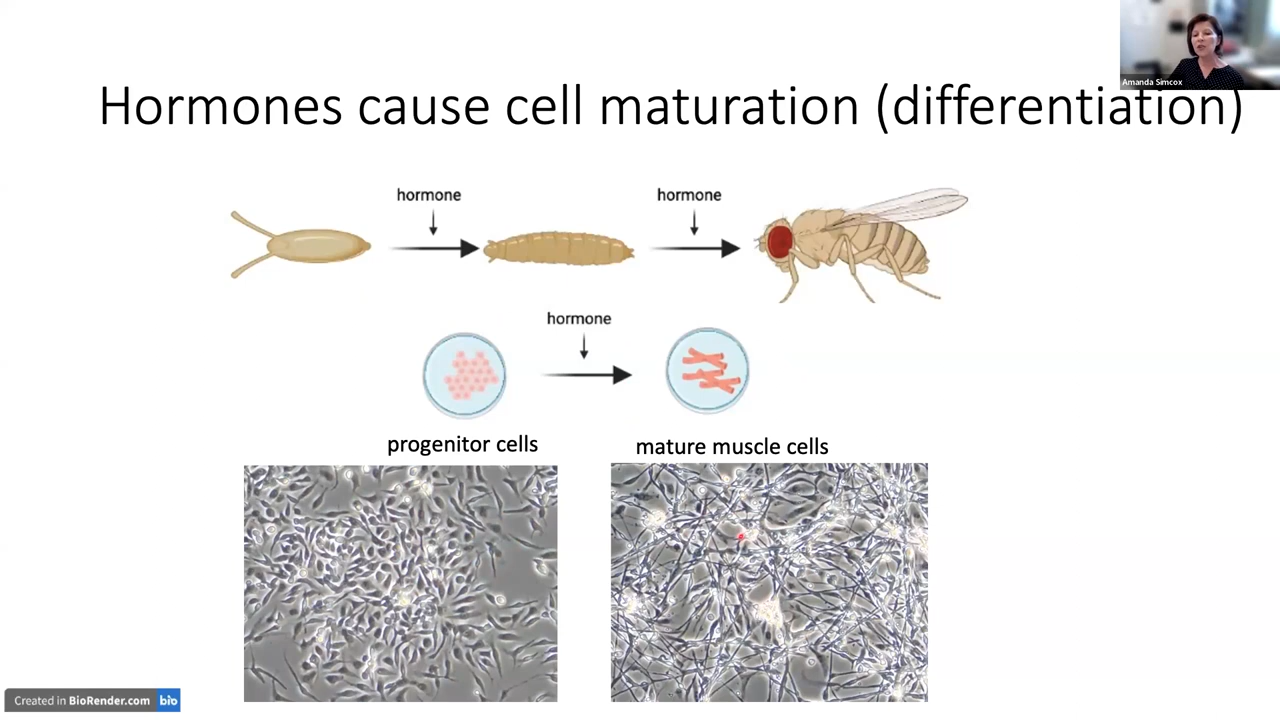 Amanda Simcox
Hormones cause cell maturation (differentiation)
hormone
hormone
hormone
progenitor cells
mature muscle cells
Created in BioRender.com bio